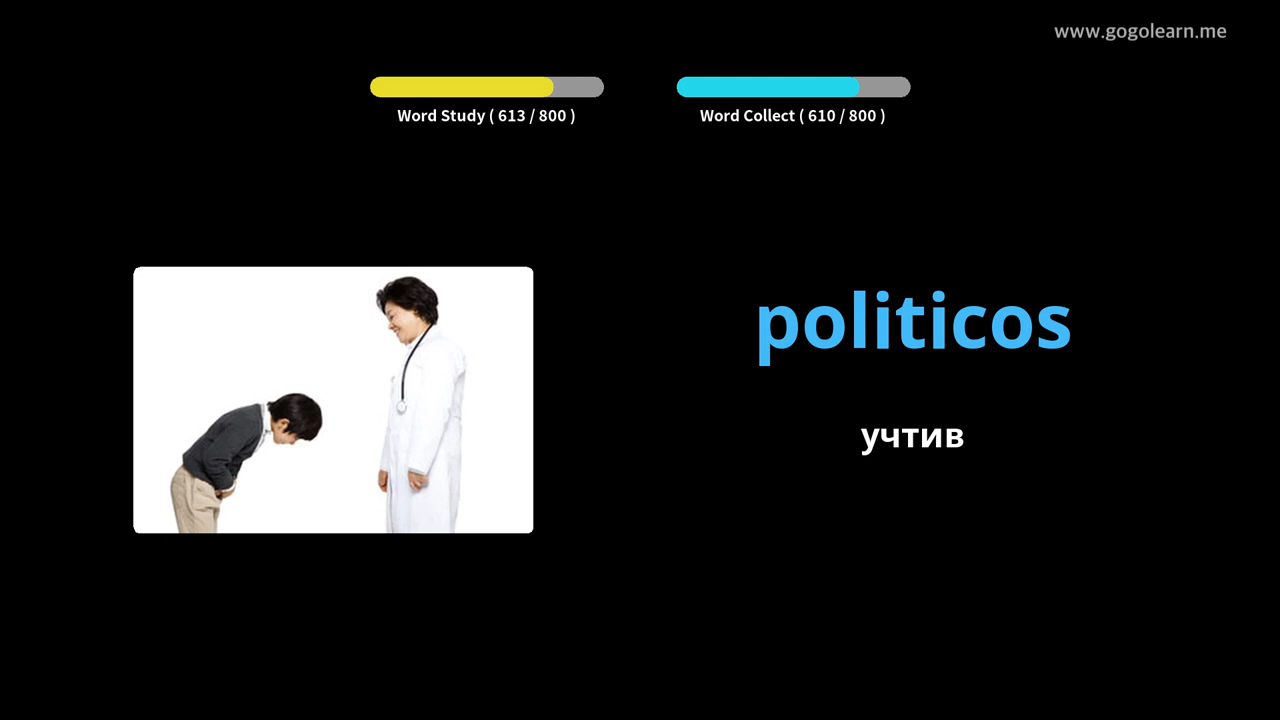 www.gogolearn.me
Word Study ( 613 / 800 )
Word Collect ( 610 / 800 )
politicos
учтив